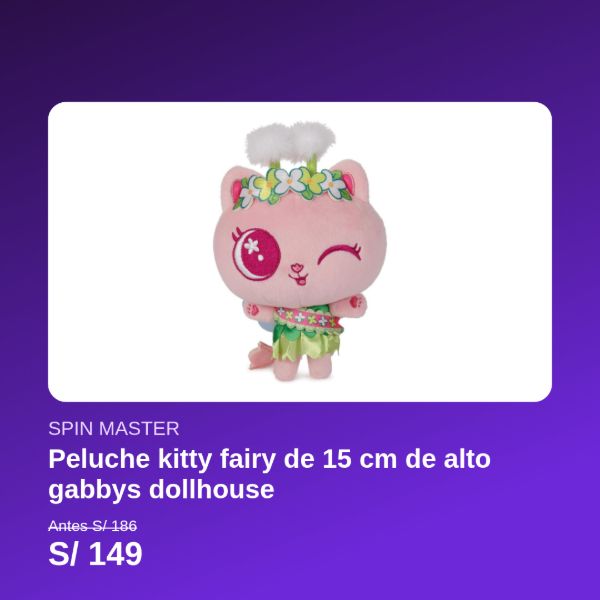 SPIN MASTER
Peluche kitty fairy de 15 cm de alto
gabbys dollhouse
Antes S/ 186
S/ 149